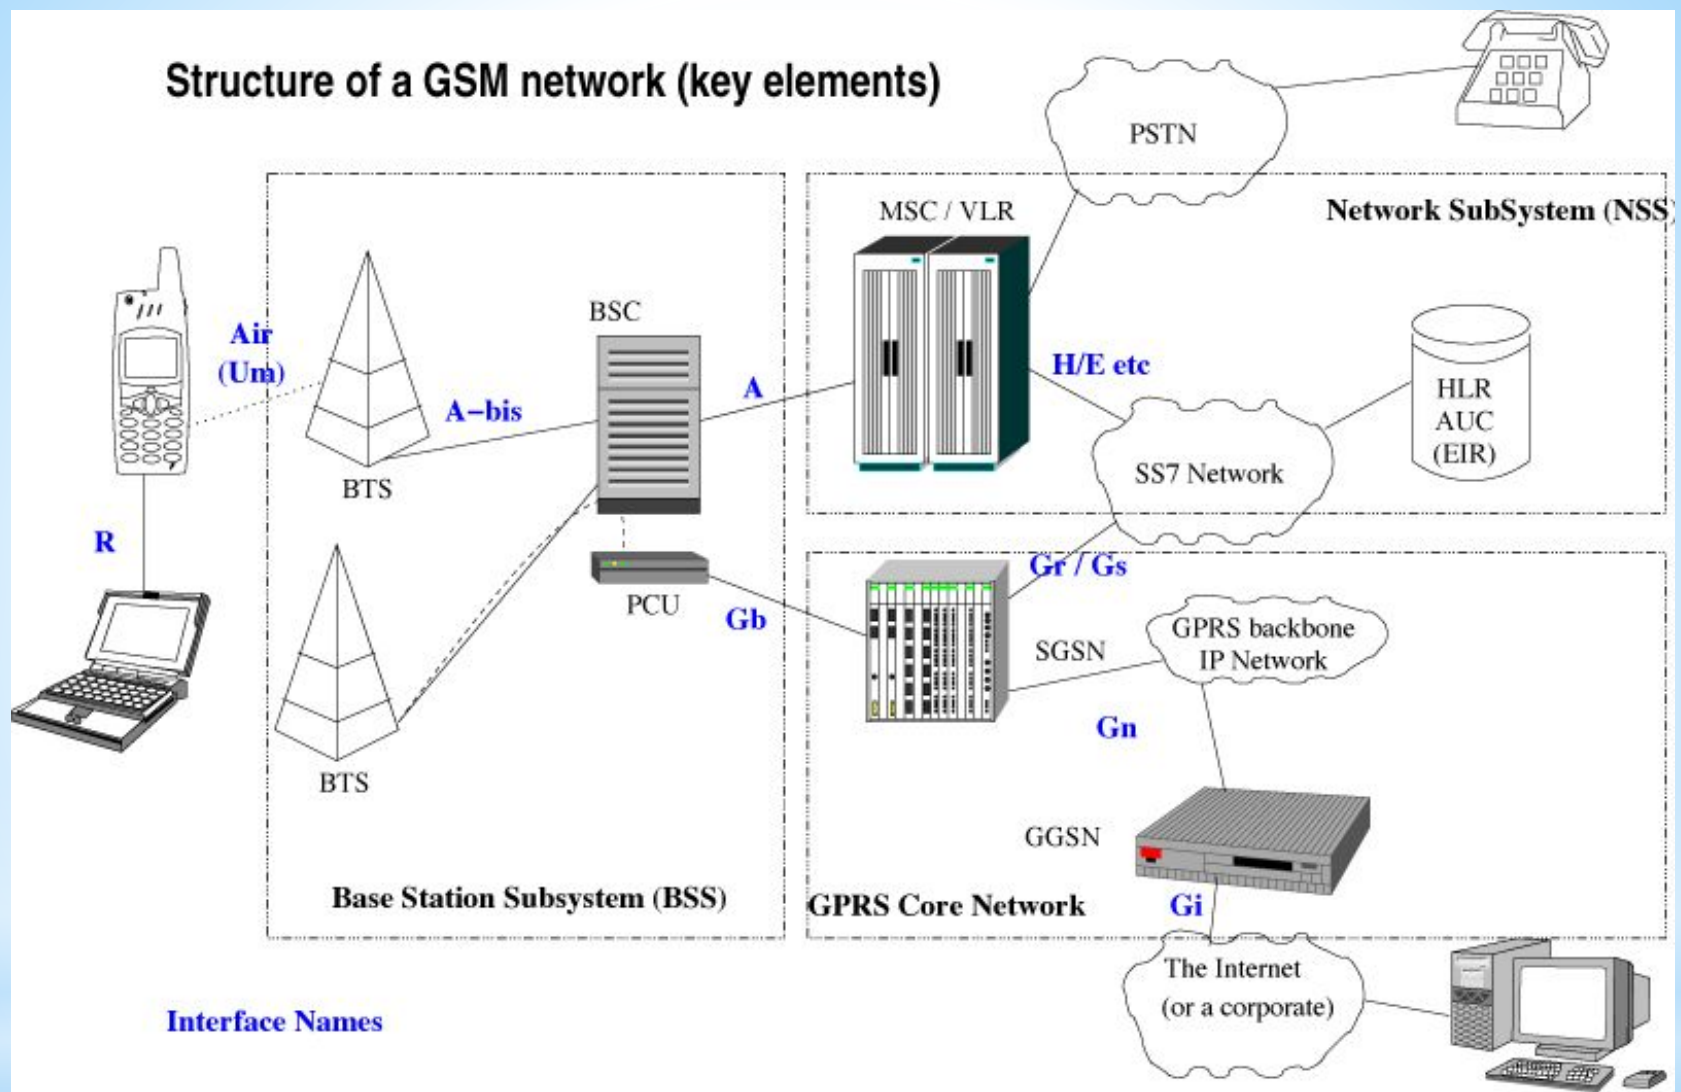 Structure of a GSM network (key elements)
PSTN
Network SubSystem (NSS)
MSC / VLR
BSC
Air
(Um)
A-bis
A
H/E etc
HLR
AUC
(EIR)
SS7 Network
BTS
R
PCU
Gb
Gr / Gs
SGSN
GPRS backbone
IP Network
Gn
BTS
GGSN
Base Station Subsystem (BSS)
GPRS Core Network
Gi
The Internet
(or a corporate)
Interface Names